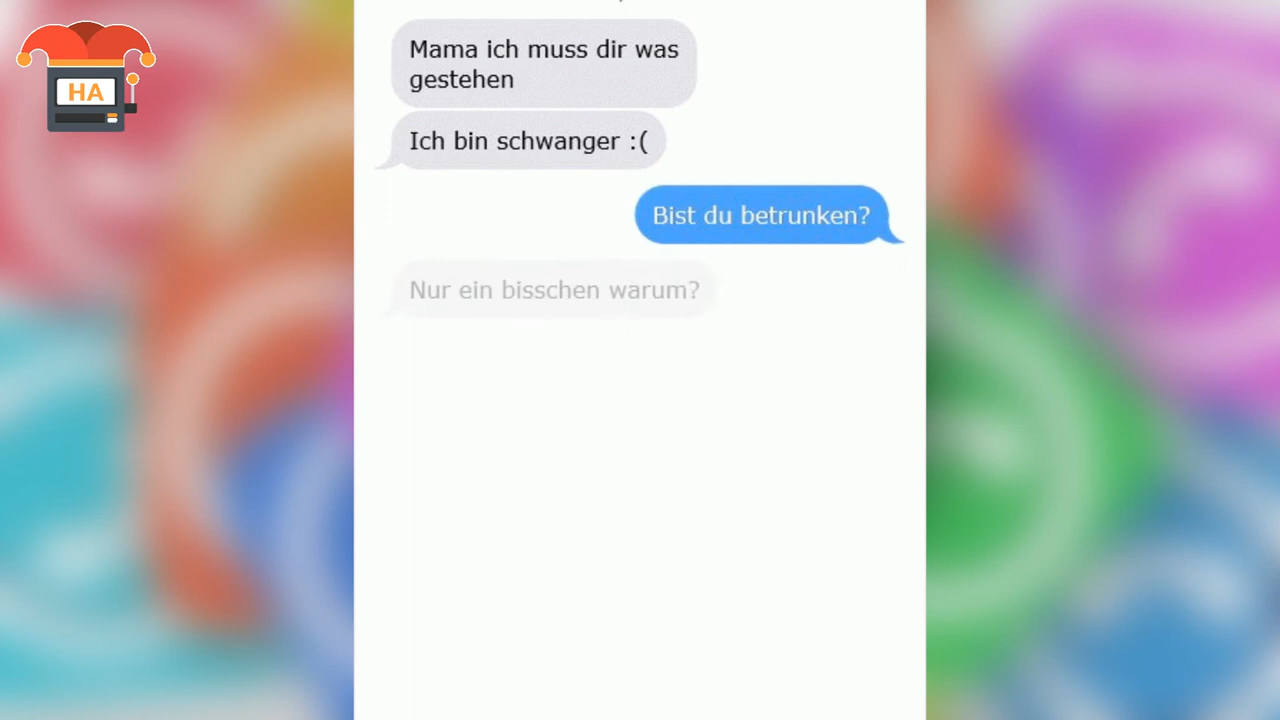 HA
Mama ich muss dir was
gestehen
Ich bin schwanger :(
Bist du betrunken?
Nur ein bisschen warum?